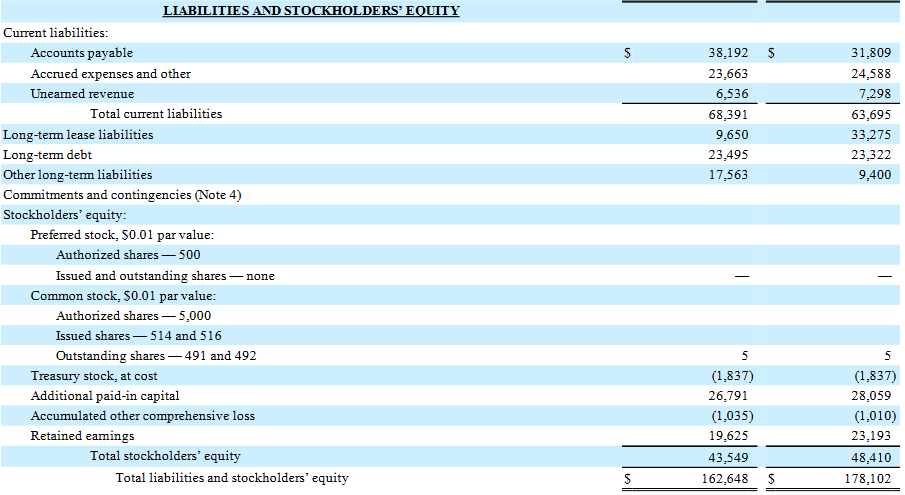 LIABILITIES AND STOCKHOLDERS’ EQUITY
Current liabilities:
Accounts payable $ 38,192 $ 31,809
Accrued expenses and other 23,663 24,588
Unearned revenue 6,536 7,298
Total current liabilities 68,391 63,695
Long-term lease liabilities 9,650 33,275
Long-term debt 23,495 23,322
Other long-term liabilities 17,563 9,400
Commitments and contingencies (Note 4)
Stockholders’ equity:
Preferred stock, $0.01 par value:
Authorized shares — 500
Issued and outstanding shares — none — —
Common stock, $0.01 par value:
Authorized shares — 5,000
Issued shares — 514 and 516
Outstanding shares — 491 and 492 5 5
Treasury stock, at cost (1,837) (1,837)
Additional paid-in capital 26,791 28,059
Accumulated other comprehensive loss (1,035) (1,010)
Retained earnings 19,625 23,193
Total stockholders’ equity 43,549 48,410
Total liabilities and stockholders’ equity $ 162,648 $ 178,102